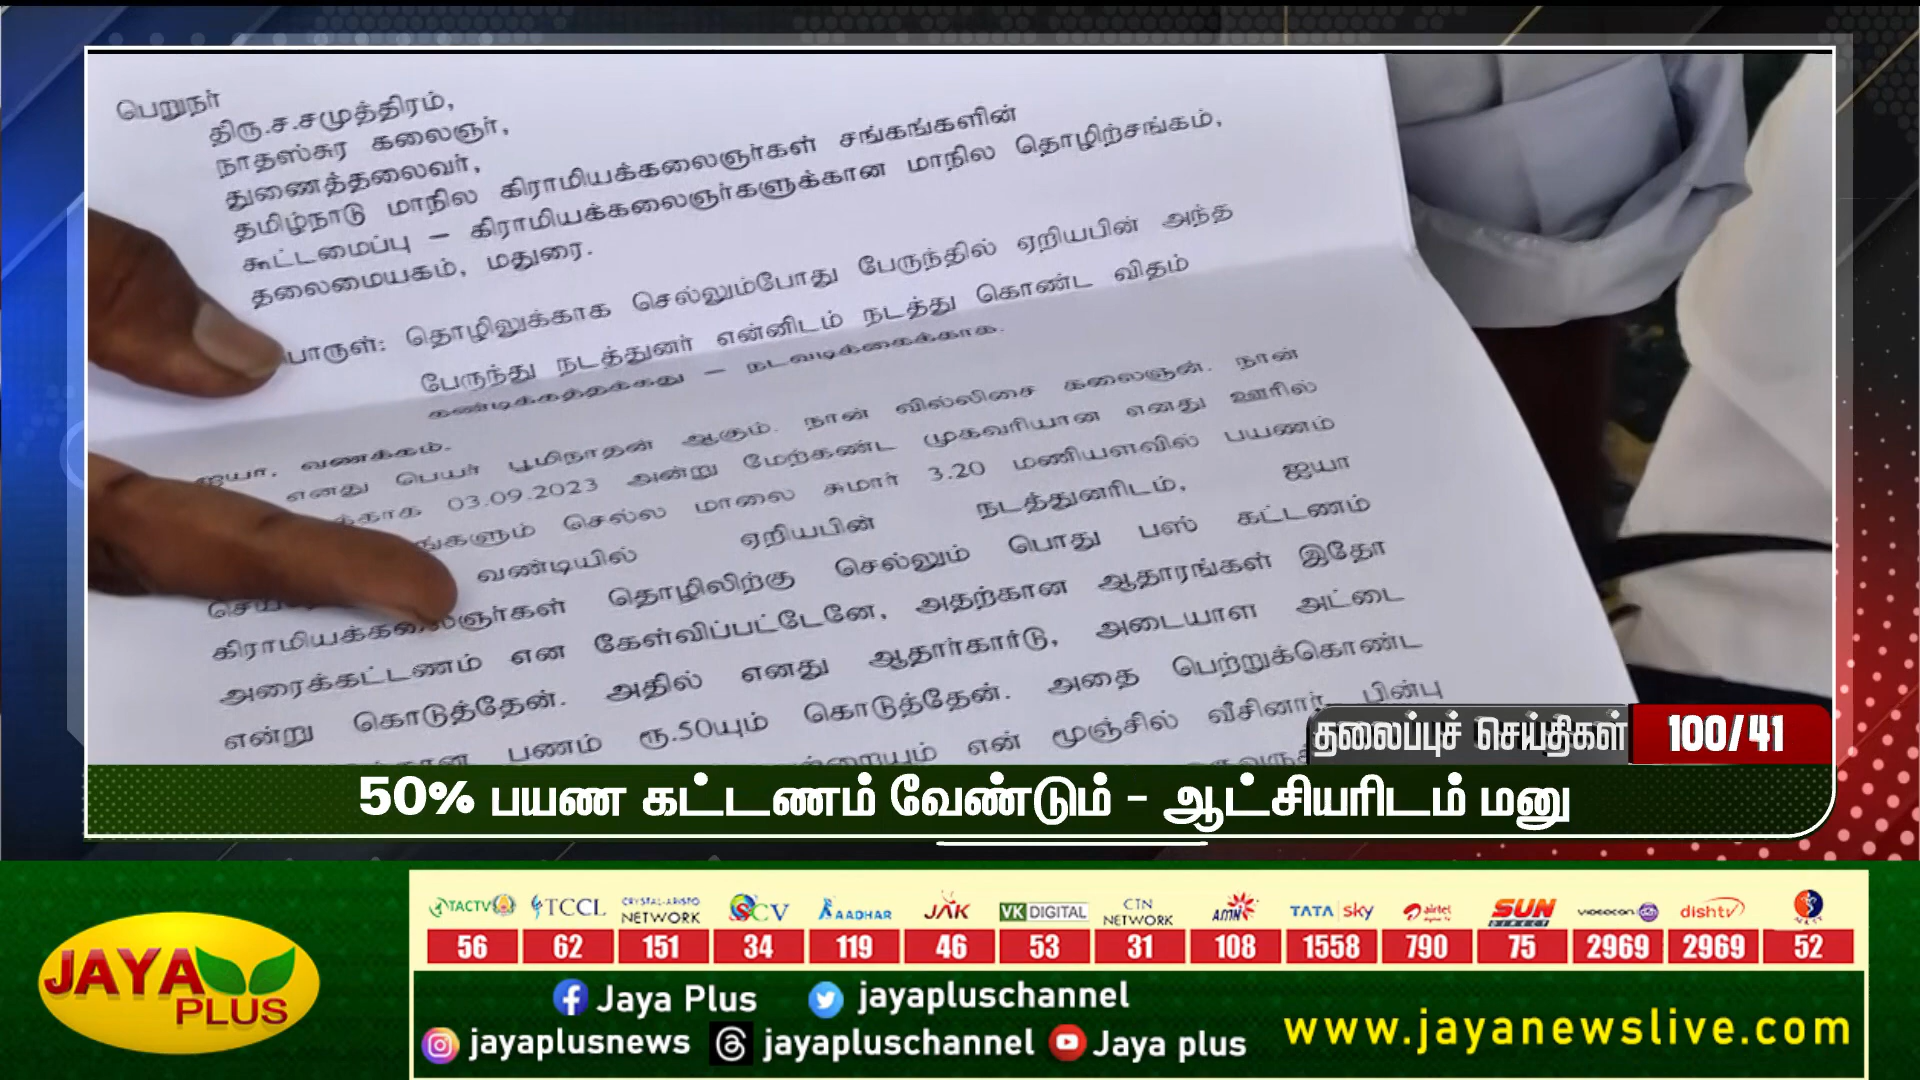 பெறுநர்
திரு.ச.சமுத்திரம்,
நாதஸ்சுர கலைஞர்,
துணைத்தலைவர்,
தமிழ்நாடு மாநில கிராமியக்கலைஞர்கள் சங்கங்களின்
கூட்டமைப்பு – கிராமியக்கலைஞர்களுக்கான மாநில தொழிற்சங்கம்,
தலைமையகம், மதுரை.
பொருள்: தொழிலுக்காக செல்லும்போது பேருந்தில் ஏறியபின் அந்த
பேருந்து நடத்துனர் என்னிடம் நடத்து கொண்ட விதம்
கண்டிக்கத்தக்கது – நடவடிக்கைக்காக.
ஐயா, வணக்கம்.
எனது பெயர் பூமிநாதன் ஆகும். நான் வில்லிசை கலைஞன். நான்
03.09.2023 அன்று மேற்கண்ட முகவரியான எனது ஊரில்
செல்ல மாலை சுமார் 3.20 மணியளவில் பயணம்
வண்டியில் ஏறியபின் நடத்துனரிடம், ஐயா
கிராமியக்கலைஞர்கள் தொழிலிற்கு செல்லும் பொது பஸ் கட்டணம்
அரைக்கட்டணம் என கேள்விப்பட்டேனே, அதற்கான ஆதாரங்கள் இதோ
என்று கொடுத்தேன். அதில் எனது ஆதார்கார்டு, அடையாள அட்டை
பணம் ரூ.50யும் கொடுத்தேன். அதை பெற்றுக்கொண்ட
என் மூஞ்சில் வீசினார். பின்பு
தலைப்புச் செய்திகள் 100/41
50% பயண கட்டணம் வேண்டும் - ஆட்சியரிடம் மனு
TACTV TCCL CRYSTAL-ARISTO NETWORK SCV AADHAR JAK VK DIGITAL CTN NETWORK AMN TATA sky airtel SUN DIRECT videocon dishtv
56 62 151 34 119 46 53 31 108 1558 790 75 2969 2969 52
JAYA PLUS
Jaya Plus jayapluschannel
jayaplusnews jayapluschannel Jaya plus
www.jayanewslive.com